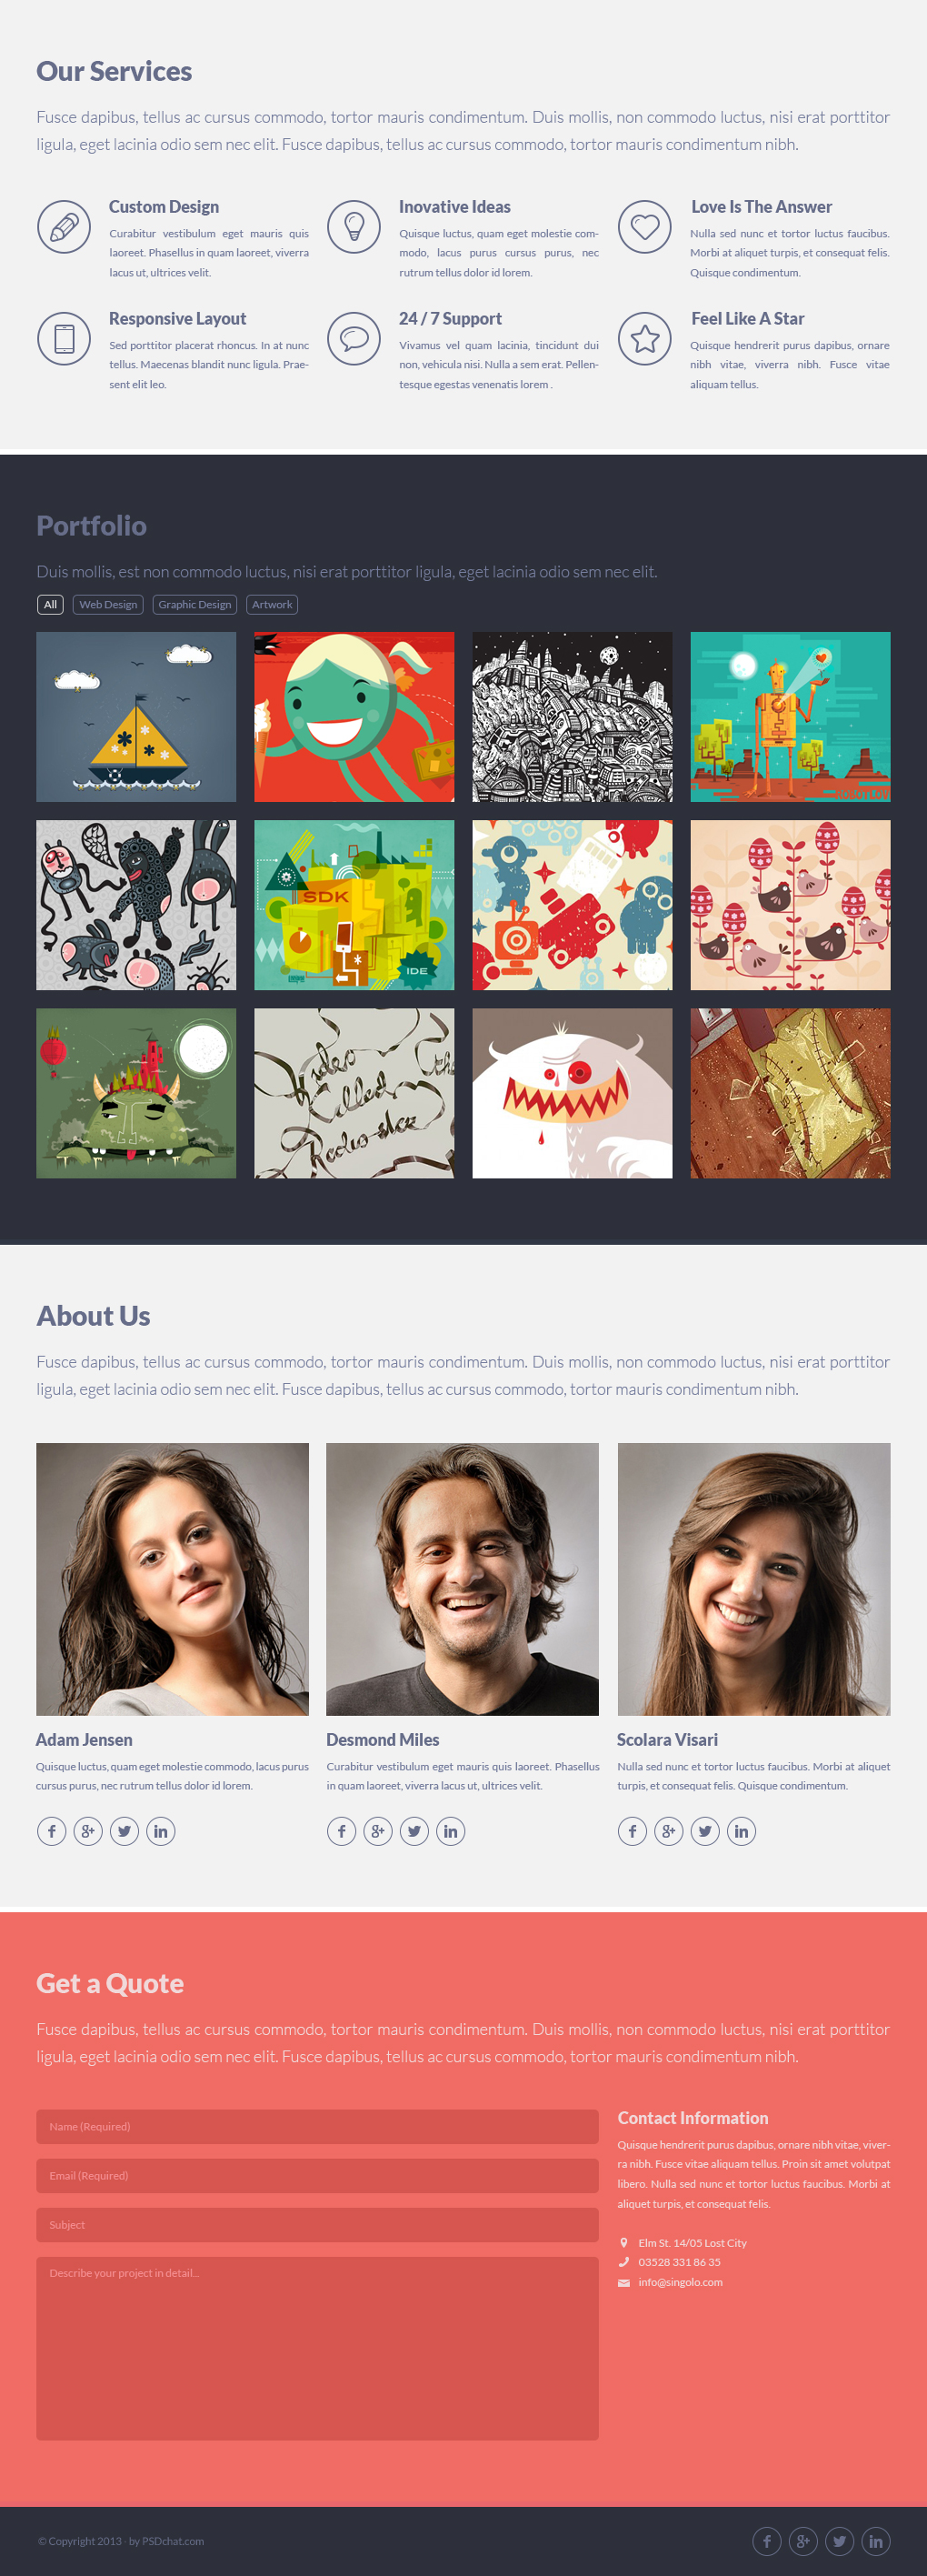 Our Services
Fusce dapibus, tellus ac cursus commodo, tortor mauris condimentum. Duis mollis, non commodo luctus, nisi erat porttitor
ligula, eget lacinia odio sem nec elit. Fusce dapibus, tellus ac cursus commodo, tortor mauris condimentum nibh.
Custom Design
Curabitur vestibulum eget mauris quis
laoreet. Phasellus in quam laoreet, viverra
lacus ut, ultrices velit.
Inovative Ideas
Quisque luctus, quam eget molestie com-
modo, lacus purus cursus purus, nec
rutrum tellus dolor id lorem.
Love Is The Answer
Nulla sed nunc et tortor luctus faucibus.
Morbi at aliquet turpis, et consequat felis.
Quisque condimentum.
Responsive Layout
Sed porttitor placerat rhoncus. In at nunc
tellus. Maecenas blandit nunc ligula. Prae-
sent elit leo.
24 / 7 Support
Vivamus vel quam lacinia, tincidunt dui
non, vehicula nisi. Nulla a sem erat. Pellen-
tesque egestas venenatis lorem .
Feel Like A Star
Quisque hendrerit purus dapibus, ornare
nibh vitae, viverra nibh. Fusce vitae
aliquam tellus.
Portfolio
Duis mollis, est non commodo luctus, nisi erat porttitor ligula, eget lacinia odio sem nec elit.
All
Web Design
Graphic Design
Artwork
SDK
IDE
Video
Killed
Radio star
About Us
Fusce dapibus, tellus ac cursus commodo, tortor mauris condimentum. Duis mollis, non commodo luctus, nisi erat porttitor
ligula, eget lacinia odio sem nec elit. Fusce dapibus, tellus ac cursus commodo, tortor mauris condimentum nibh.
Adam Jensen
Quisque luctus, quam eget molestie commodo, lacus purus
cursus purus, nec rutrum tellus dolor id lorem.
Desmond Miles
Curabitur vestibulum eget mauris quis laoreet. Phasellus
in quam laoreet, viverra lacus ut, ultrices velit.
Scolara Visari
Nulla sed nunc et tortor luctus faucibus. Morbi at aliquet
turpis, et consequat felis. Quisque condimentum.
Get a Quote
Fusce dapibus, tellus ac cursus commodo, tortor mauris condimentum. Duis mollis, non commodo luctus, nisi erat porttitor
ligula, eget lacinia odio sem nec elit. Fusce dapibus, tellus ac cursus commodo, tortor mauris condimentum nibh.
Name (Required)
Email (Required)
Subject
Describe your project in detail...
Contact Information
Quisque hendrerit purus dapibus, ornare nibh vitae, viver-
ra nibh. Fusce vitae aliquam tellus. Proin sit amet volutpat
libero. Nulla sed nunc et tortor luctus faucibus. Morbi at
aliquet turpis, et consequat felis.
Elm St. 14/05 Lost City
03528 331 86 35
info@singolo.com
© Copyright 2013 · by PSDchat.com